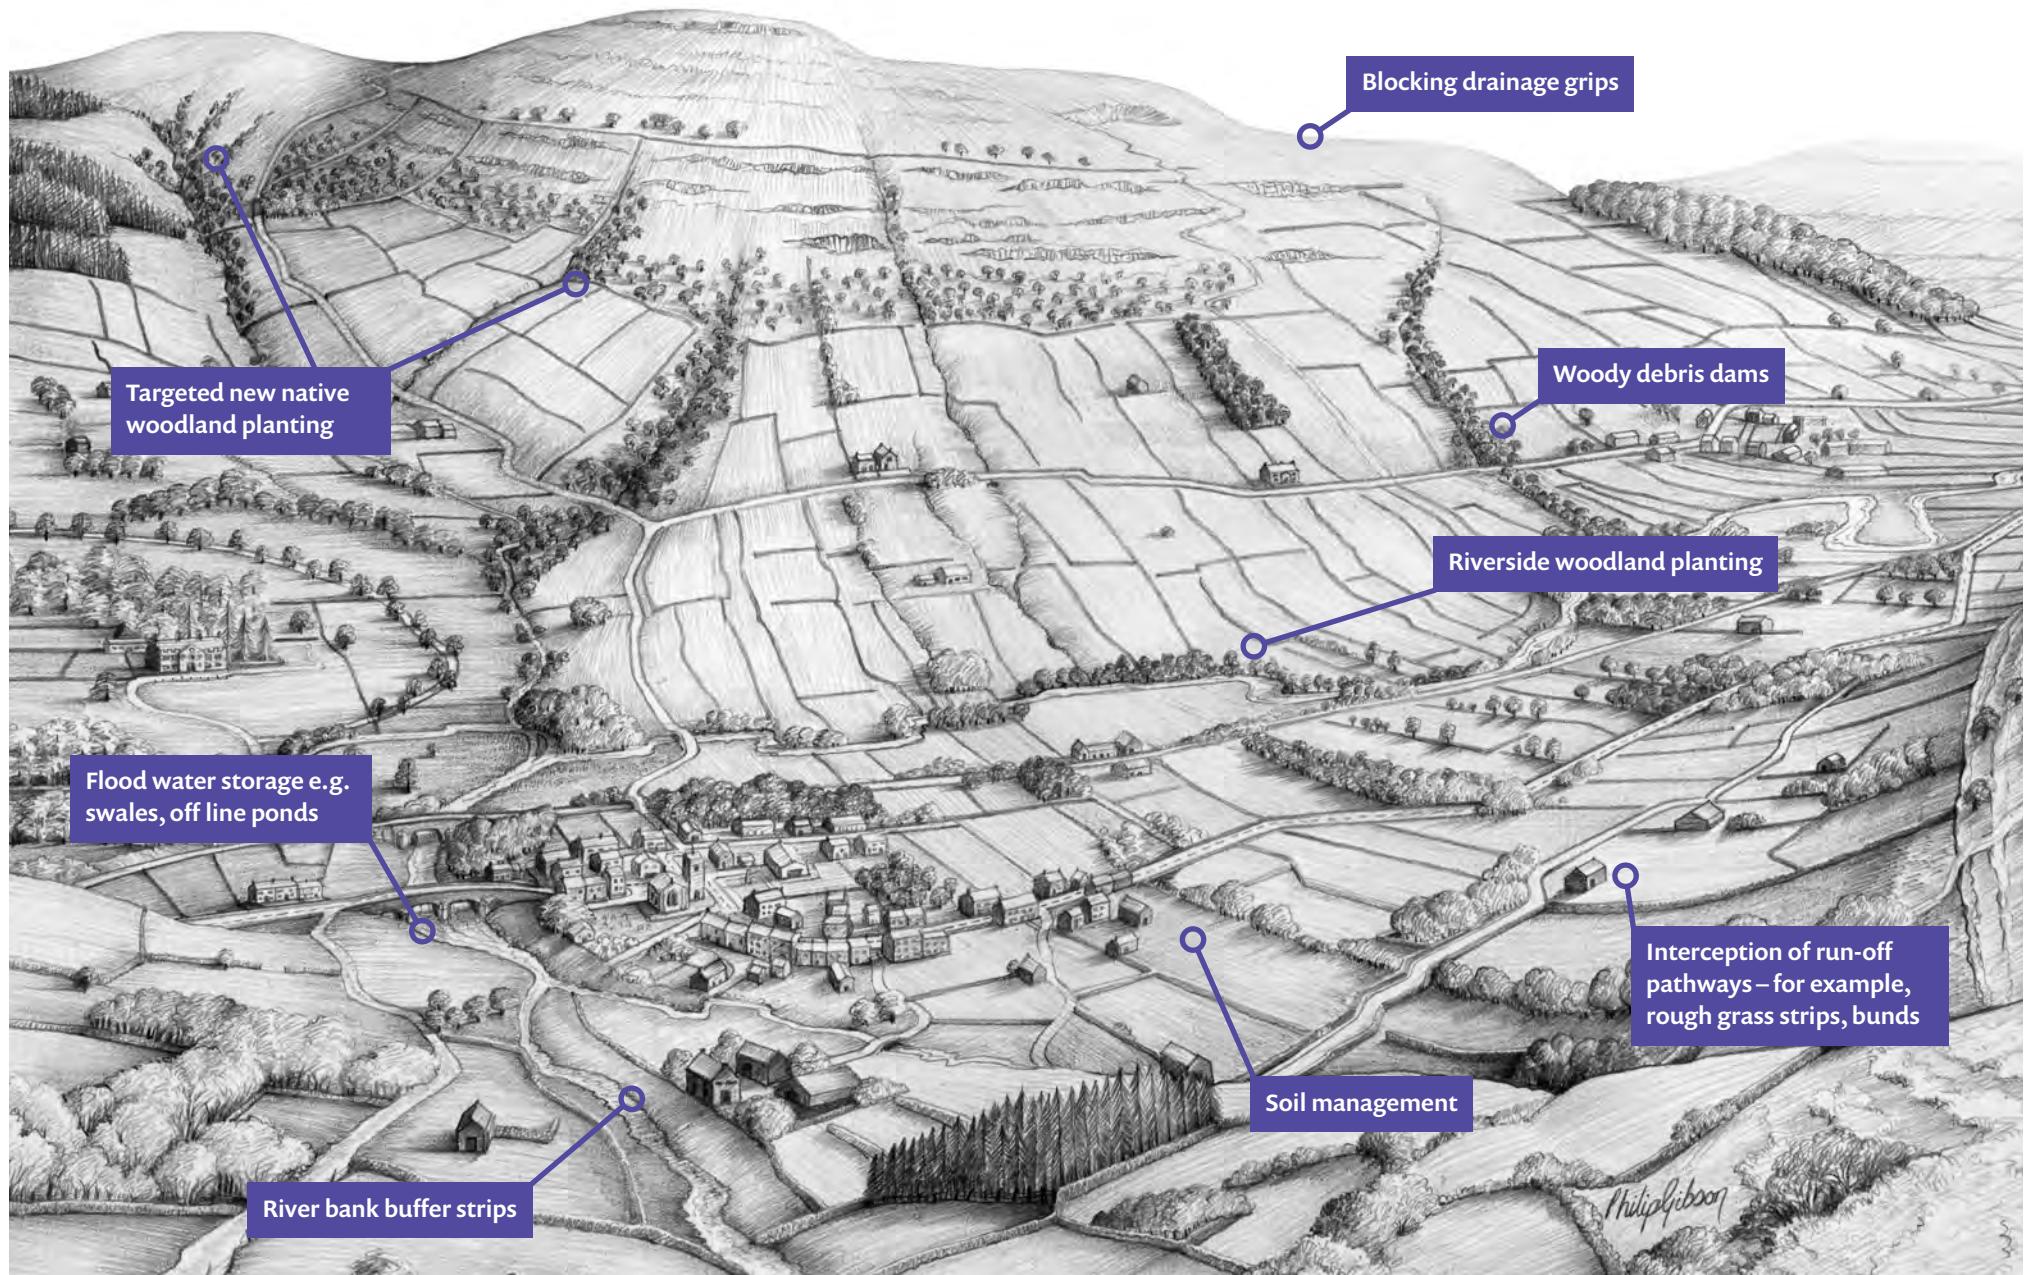 Blocking drainage grips
Targeted new native
woodland planting
Woody debris dams
Riverside woodland planting
Flood water storage e.g.
swales, off line ponds
Interception of run-off
pathways – for example,
rough grass strips, bunds
Soil management
River bank buffer strips
Philip Gibson